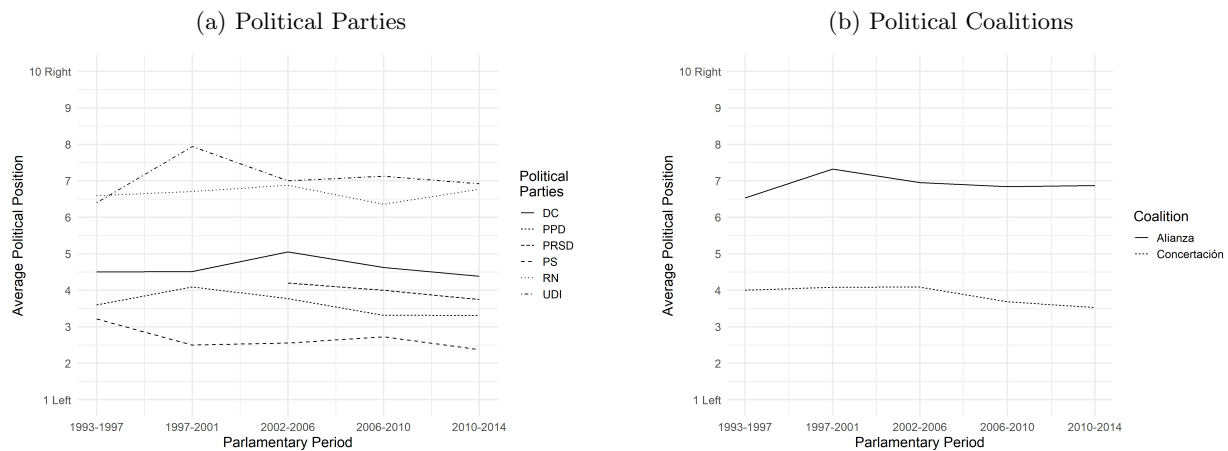 (a) Political Parties
10 Right
9
8
7
6
5
4
3
2
1 Left
Average Political Position
1993-1997
1997-2001
2002-2006
2006-2010
2010-2014
Parlamentary Period
Political
Parties
DC
PPD
PRSD
PS
RN
UDI
(b) Political Coalitions
10 Right
9
8
7
6
5
4
3
2
1 Left
Average Political Position
1993-1997
1997-2001
2002-2006
2006-2010
2010-2014
Parlamentary Period
Coalition
Alianza
Concertación